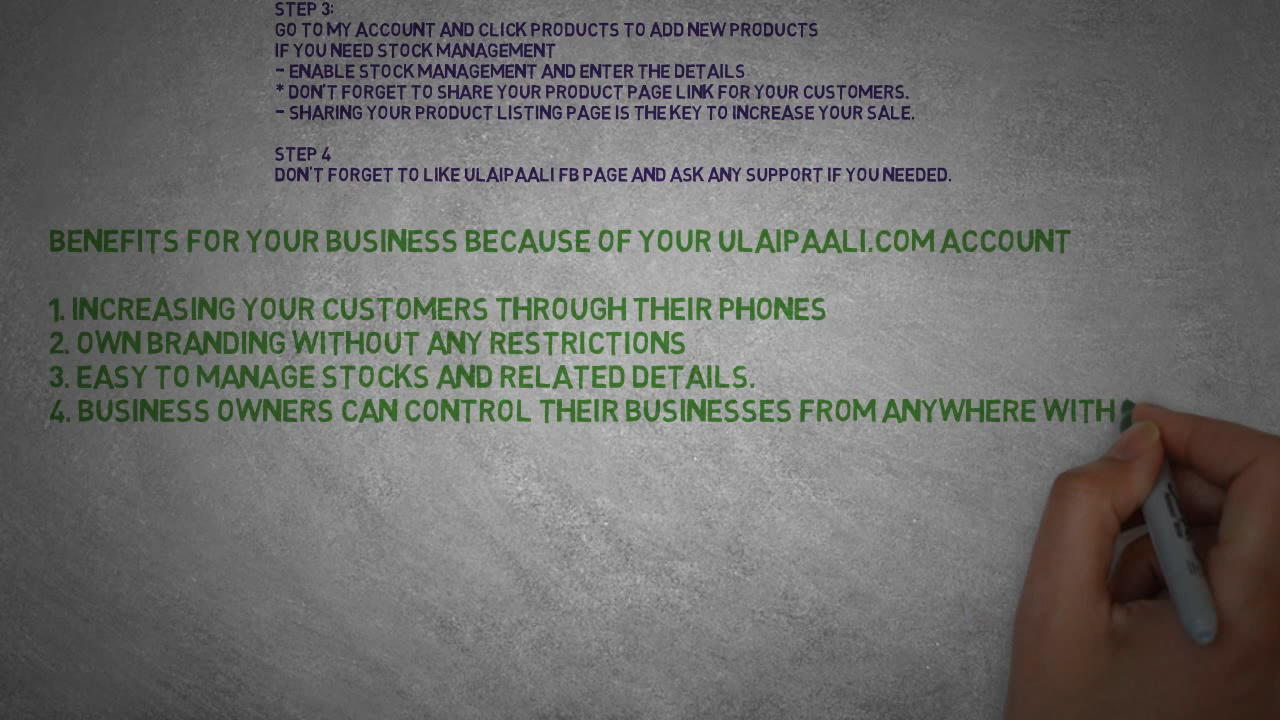 STEP 3:
GO TO MY ACCOUNT AND CLICK PRODUCTS TO ADD NEW PRODUCTS
IF YOU NEED STOCK MANAGEMENT
- ENABLE STOCK MANAGEMENT AND ENTER THE DETAILS
* DON'T FORGET TO SHARE YOUR PRODUCT PAGE LINK FOR YOUR CUSTOMERS.
- SHARING YOUR PRODUCT LISTING PAGE IS THE KEY TO INCREASE YOUR SALE.
STEP 4
DON'T FORGET TO LIKE ULAIPAALI FB PAGE AND ASK ANY SUPPORT IF YOU NEEDED.
BENEFITS FOR YOUR BUSINESS BECAUSE OF YOUR ULAIPAALI.COM ACCOUNT
1. INCREASING YOUR CUSTOMERS THROUGH THEIR PHONES
2. OWN BRANDING WITHOUT ANY RESTRICTIONS
3. EASY TO MANAGE STOCKS AND RELATED DETAILS.
4. BUSINESS OWNERS CAN CONTROL THEIR BUSINESSES FROM ANYWHERE WITH